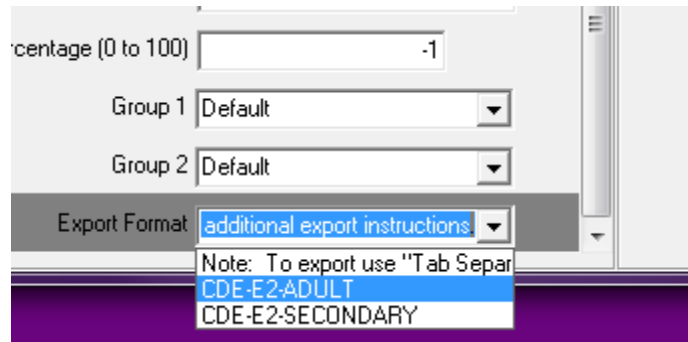 rcentage (0 to 100) -1
Group 1 Default
Group 2 Default
Export Format additional export instructions.
Note: To export use "Tab Separ
CDE-E2-ADULT
CDE-E2-SECONDARY